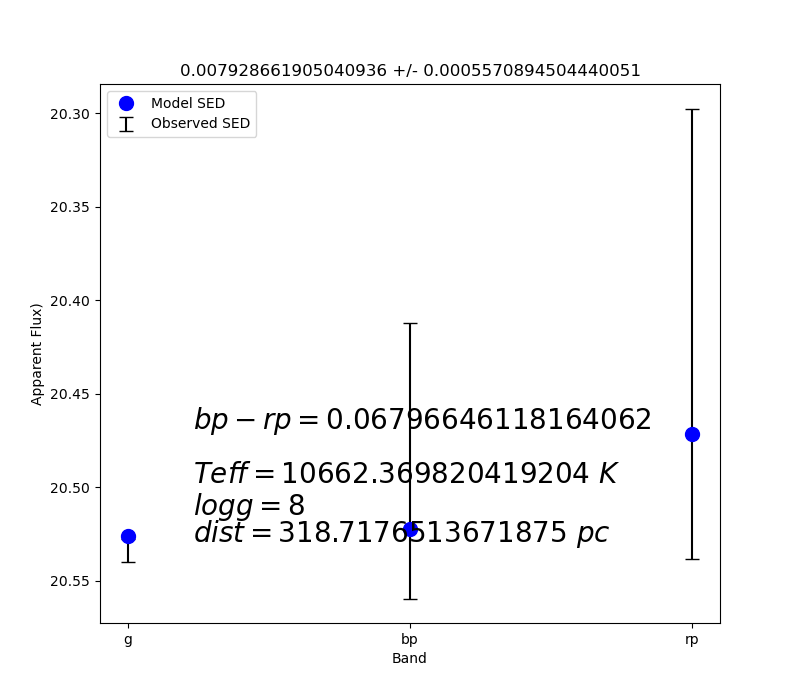 0.007928661905040936 +/- 0.0005570894504440051
Model SED
Observed SED
20.30
20.35
20.40
20.45
20.50
20.55
Apparent Flux)
bp − rp = 0.06796646118164062
Teff = 10662.369820419204 K
logg = 8
dist = 318.7176513671875 pc
g
bp
rp
Band